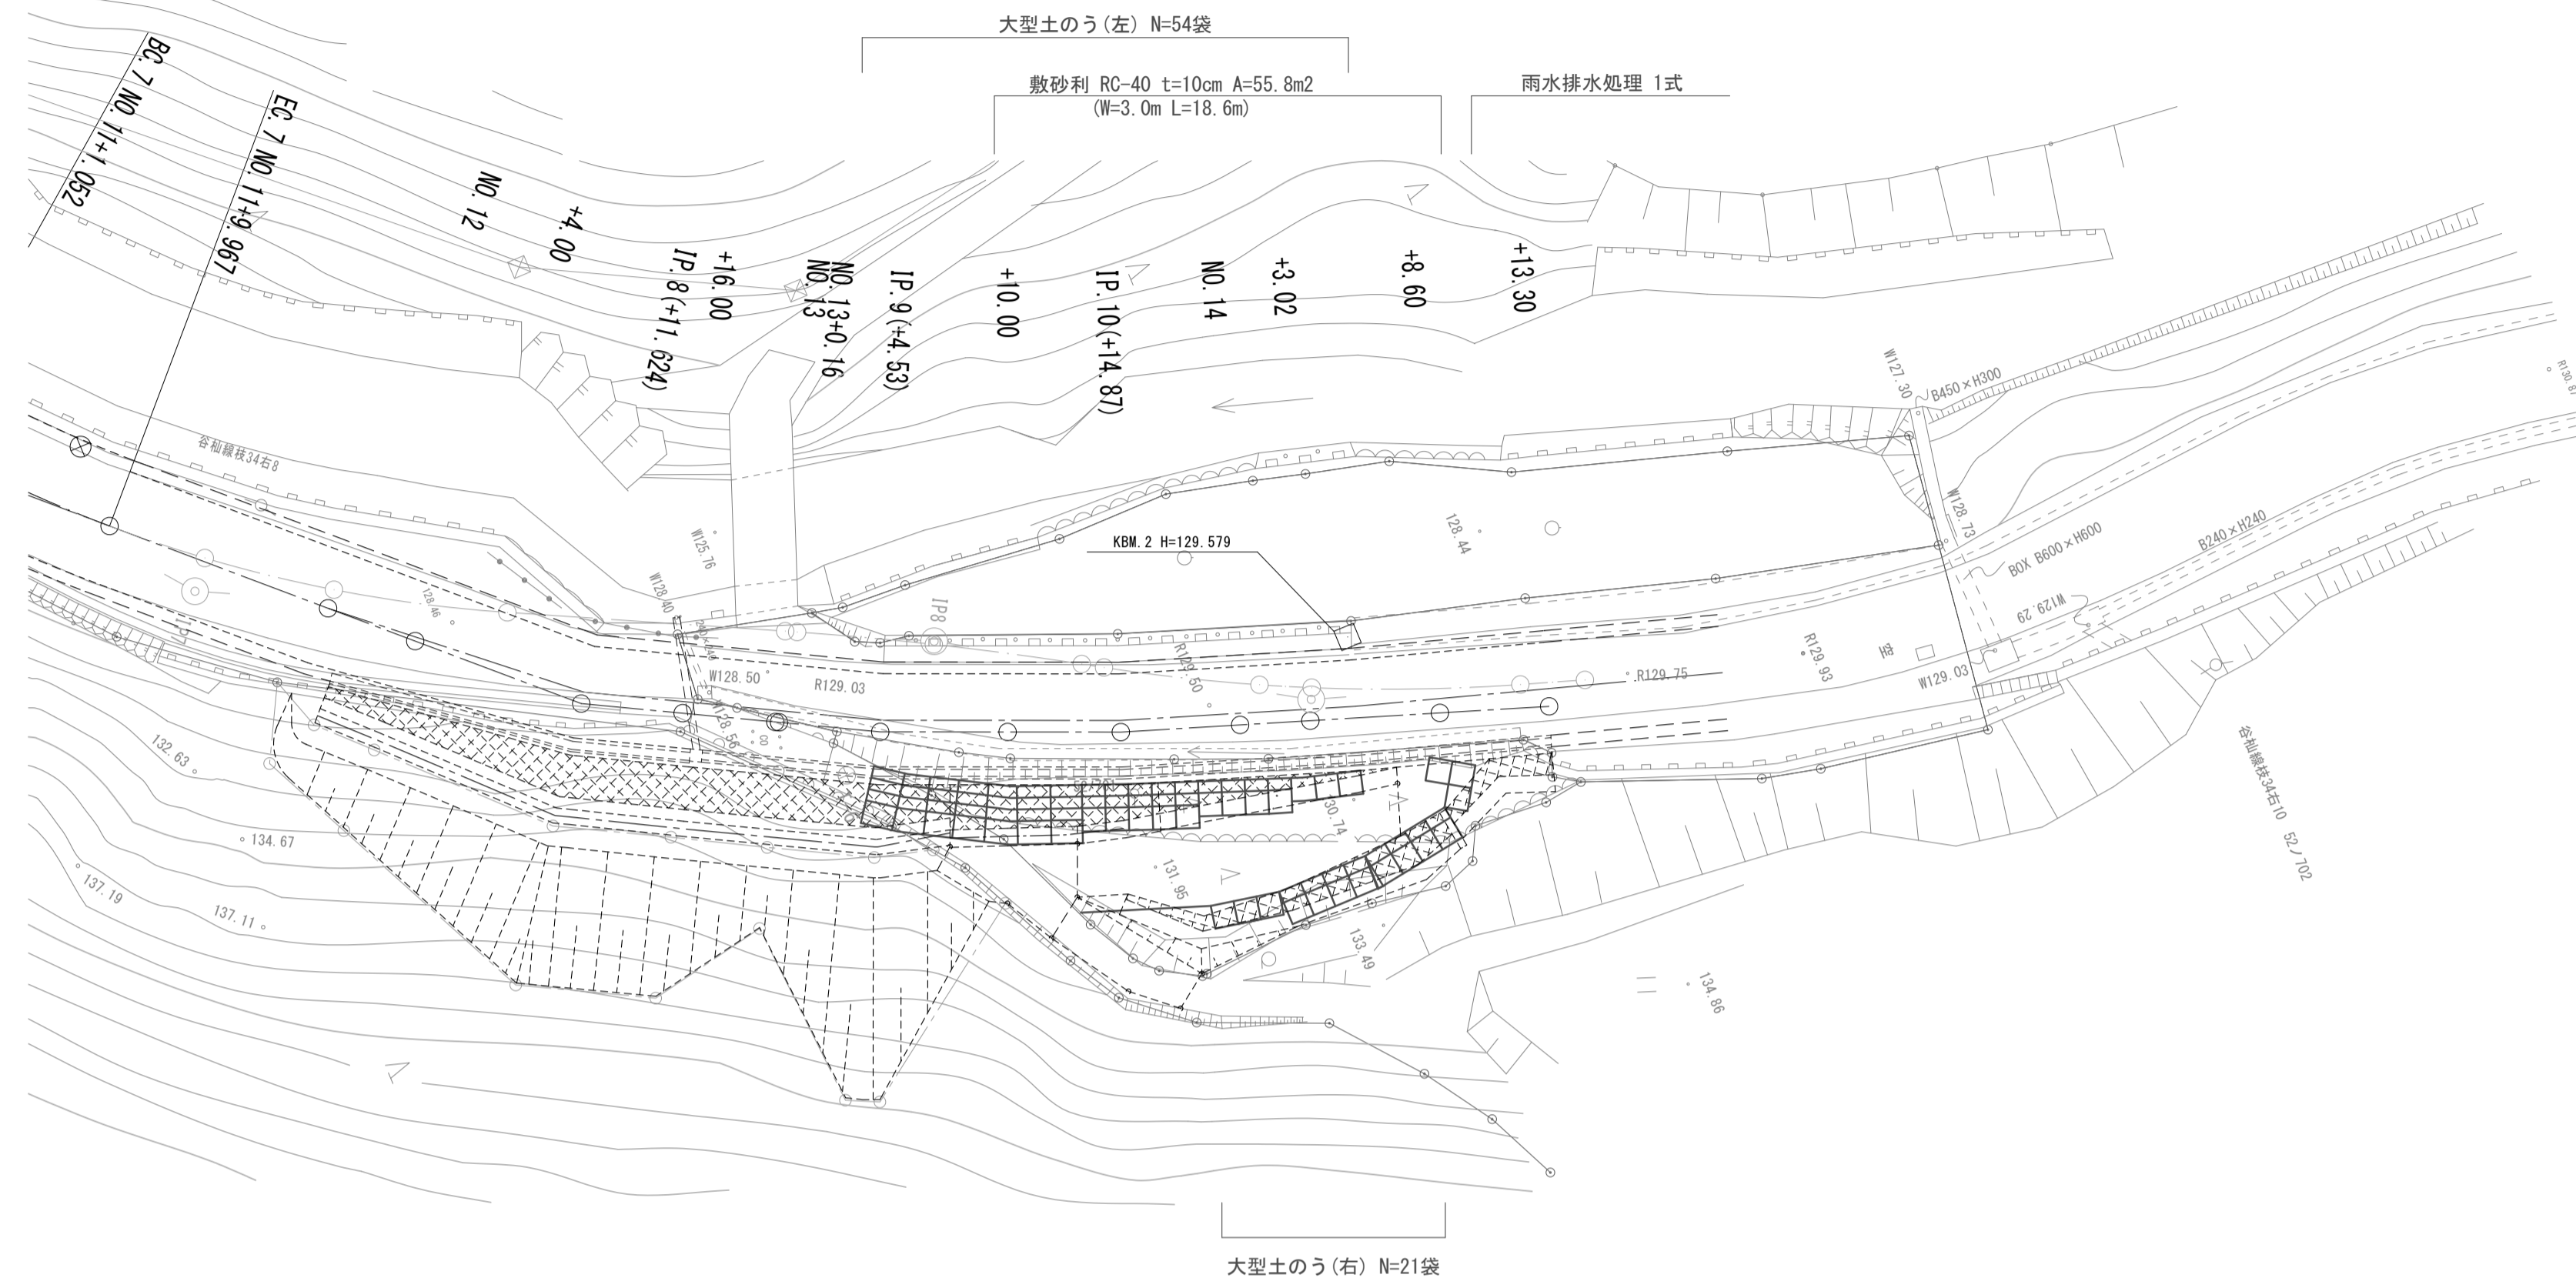 大型土のう(左) N=54袋
敷砂利 RC-40 t=10cm A=55.8m2
(W=3.0m L=18.6m)
雨水排水処理 1式
BC.7 NO.11+1.052
EC.7 NO.11+9.967
NO.12
+4.00
IP.8(+11.624)
+16.00
NO.13
NO.13+0.16
IP.9(+4.53)
+10.00
IP.10(+14.87)
NO.14
+3.02
+8.60
+13.30
W127.30
B450×H300
谷杣線枝34右8
W125.76
KBM.2 H=129.579
128.44
W128.73
BOX B600×H600
B240×H240
128.46
W128.40
240×240
IP8
W129.29
W128.50
R129.03
R129.50
R129.75
R129.93
W129.03
W128.56
132.63
谷杣線枝34右10 52ノ702
134.67
137.19
137.11
131.95
133.49
134.86
大型土のう(右) N=21袋